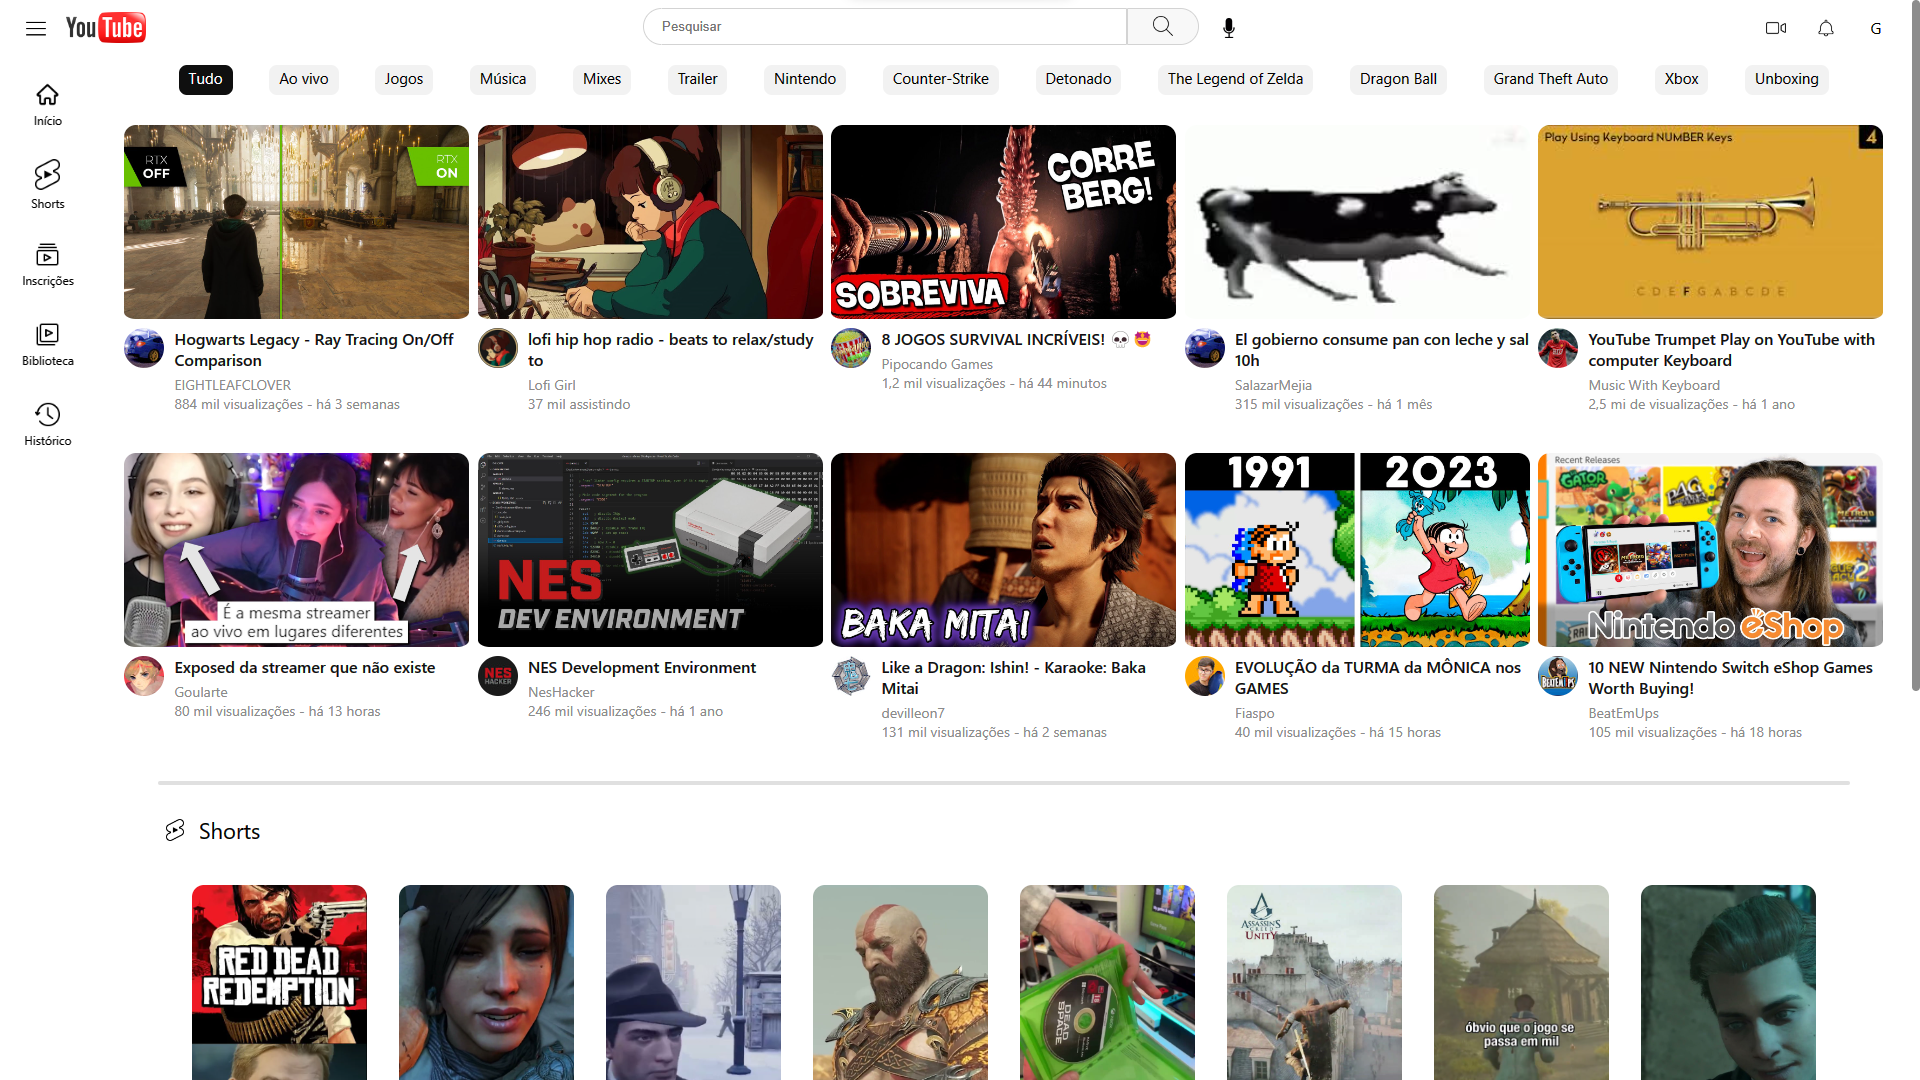 YouTube
Pesquisar
G
Tudo
Ao vivo
Jogos
Música
Mixes
Trailer
Nintendo
Counter-Strike
Detonado
The Legend of Zelda
Dragon Ball
Grand Theft Auto
Xbox
Unboxing
Início
Shorts
Inscrições
Biblioteca
Histórico
RTX
OFF
RTX
ON
Hogwarts Legacy - Ray Tracing On/Off
Comparison
EIGHTLEAFCLOVER
884 mil visualizações - há 3 semanas
lofi hip hop radio - beats to relax/study
to
Lofi Girl
37 mil assistindo
CORRE
BERG!
SOBREVIVA
8 JOGOS SURVIVAL INCRÍVEIS! 💀 🤩
Pipocando Games
1,2 mil visualizações - há 44 minutos
El gobierno consume pan con leche y sal
10h
SalazarMejia
315 mil visualizações - há 1 mês
Play Using Keyboard NUMBER Keys
4
C D E F G A B C D E
YouTube Trumpet Play on YouTube with
computer Keyboard
Music With Keyboard
2,5 mi de visualizações - há 1 ano
É a mesma streamer
ao vivo em lugares diferentes
Exposed da streamer que não existe
Goularte
80 mil visualizações - há 13 horas
NES
DEV ENVIRONMENT
NES
HACKER
NES Development Environment
NesHacker
246 mil visualizações - há 1 ano
BAKA MITAI
Like a Dragon: Ishin! - Karaoke: Baka
Mitai
devilleon7
131 mil visualizações - há 2 semanas
1991
2023
EVOLUÇÃO da TURMA da MÔNICA nos
GAMES
Fiaspo
40 mil visualizações - há 15 horas
Recent Releases
GATOR
Nintendo eShop
BEATEMUPS
10 NEW Nintendo Switch eShop Games
Worth Buying!
BeatEmUps
105 mil visualizações - há 18 horas
Shorts
RED DEAD
REDEMPTION
DEAD
SPACE
ASSASSIN'S
CREED
UNITY
óbvio que o jogo se
passa em mil